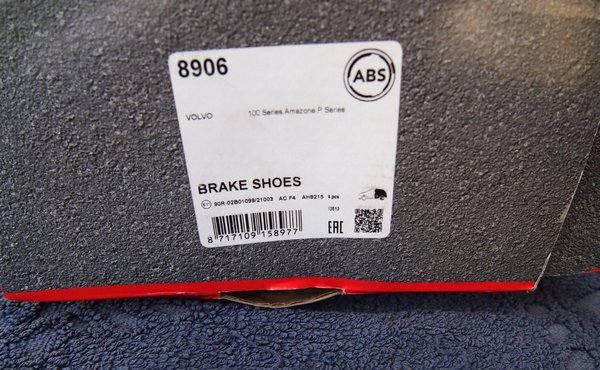 8906
ABS
VOLVO 100 Series,Amazone,P Series
BRAKE SHOES
90R-02B01099/21003 AC F4 AH8215 4 pcs
8 717109 158977
EAC